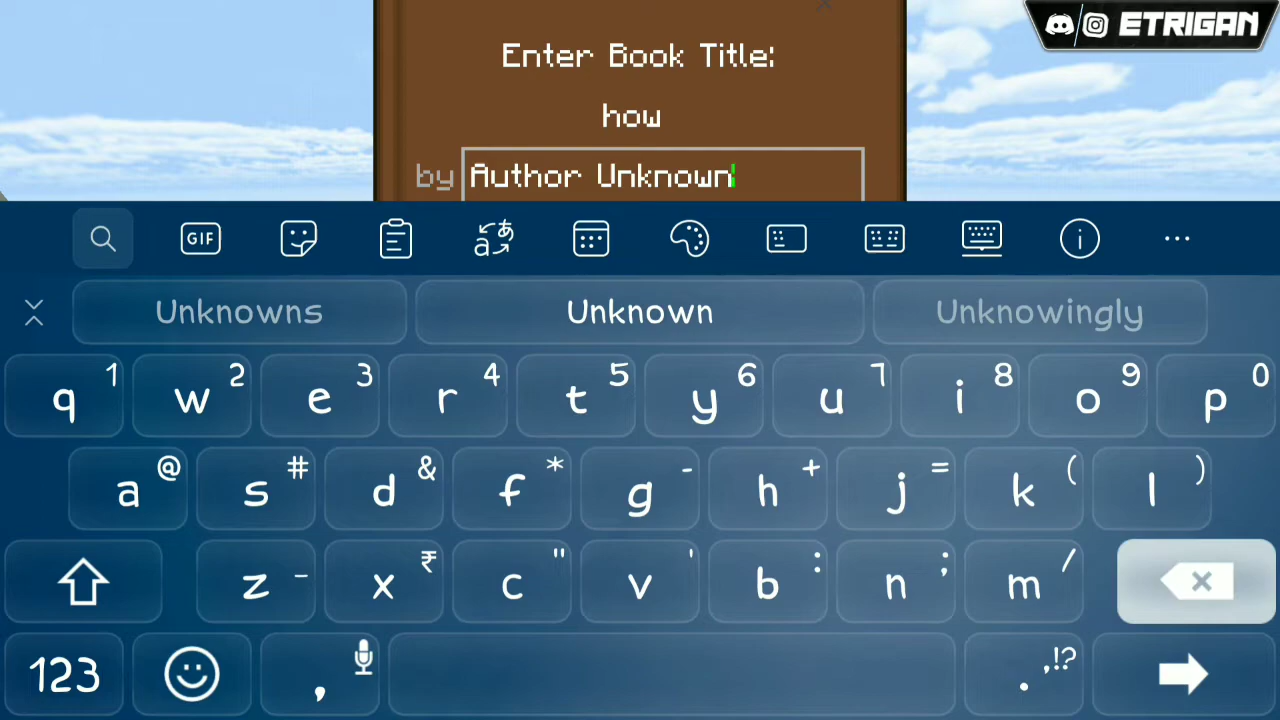 ETRIGAN
Enter Book Title:
how
by Author Unknown
GIF
Unknowns Unknown Unknowingly
q 1 w 2 e 3 r 4 t 5 y 6 u 7 i 8 o 9 p 0
a @ s # d & f * g - h + j = k ( l )
z _ x ₹ c " v ' b : n ; m /
123 , . ,!?